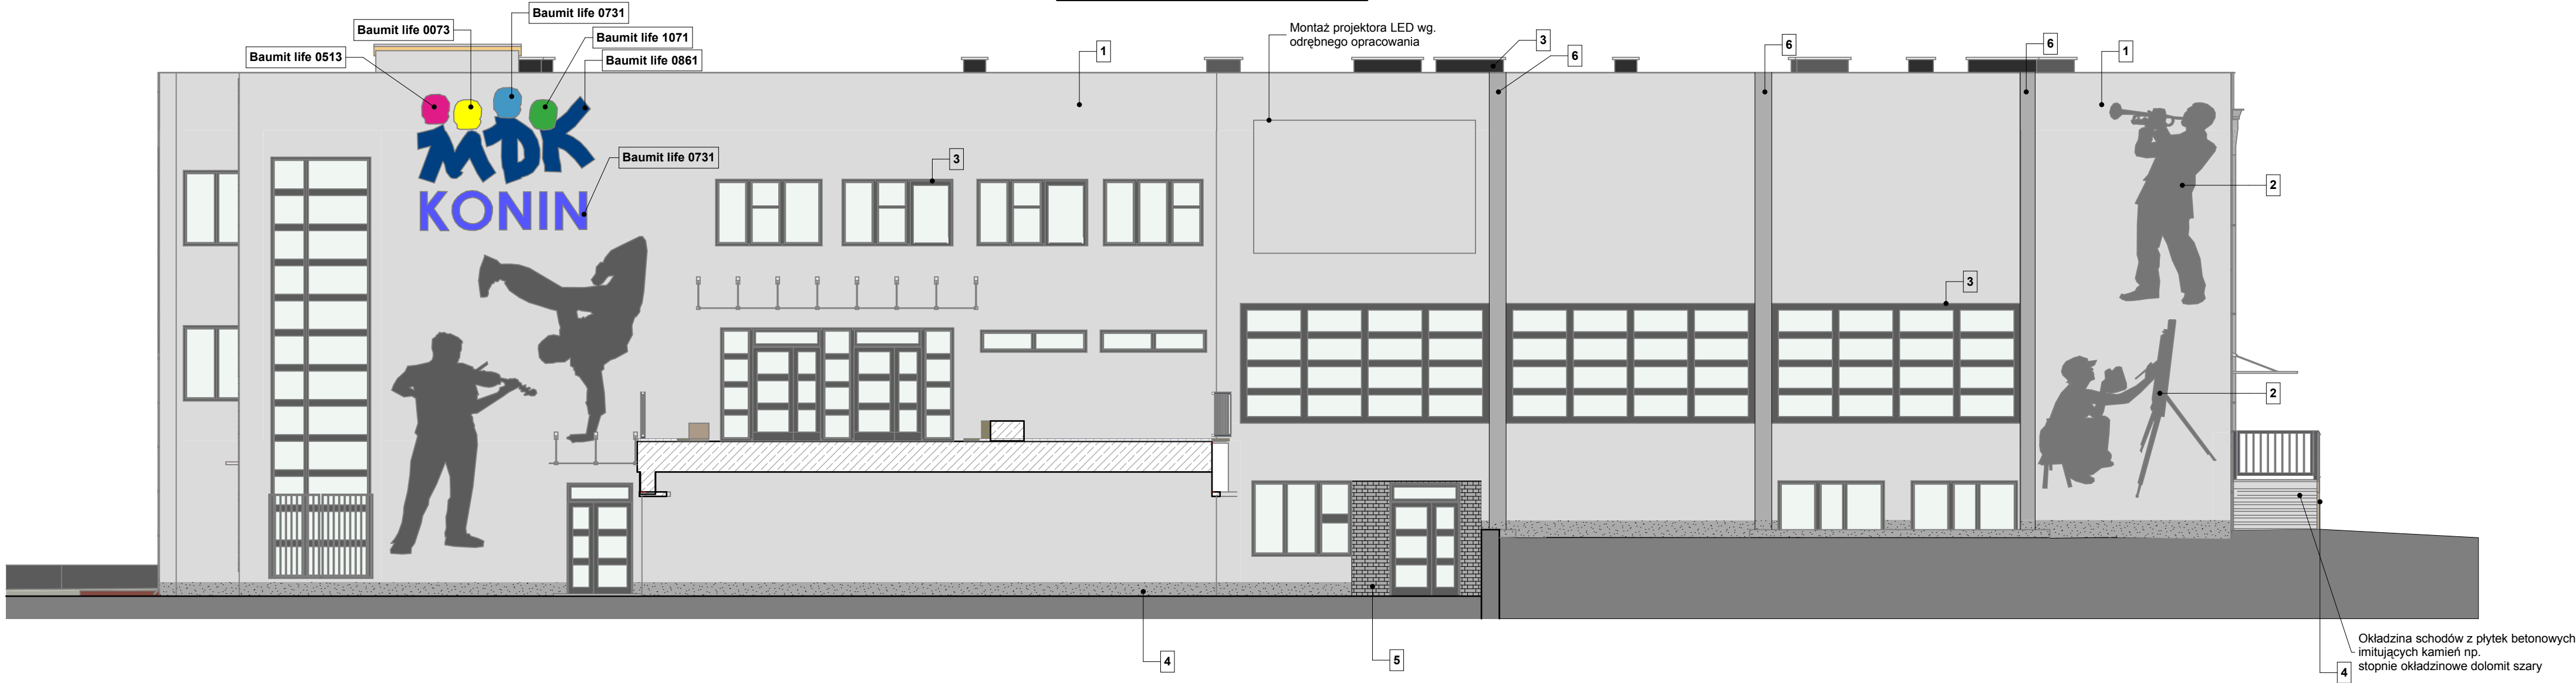 Baumit life 0731
Baumit life 0073
Baumit life 1071
Baumit life 0513
Baumit life 0861
1
Montaż projektora LED wg.
odrębnego opracowania
3
6
6
6
1
MDK
KONIN
Baumit life 0731
3
2
3
2
4
5
Okładzina schodów z płytek betonowych
imitujących kamień np.
stopnie okładzinowe dolomit szary
4